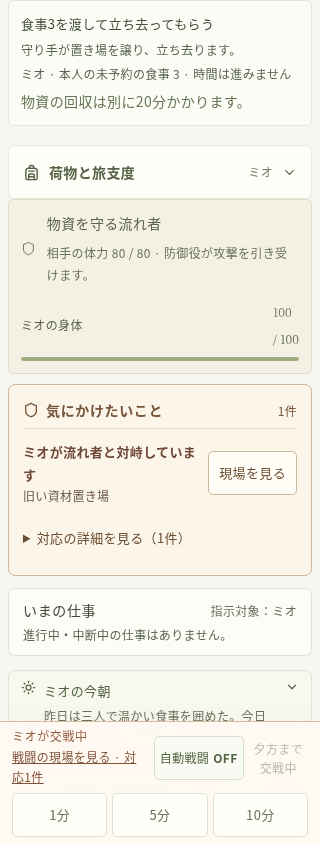 食事3を渡して立ち去ってもらう
守り手が置き場を譲り、立ち去ります。
ミオ · 本人の未予約の食事 3 · 時間は進みません
物資の回収は別に20分かかります。
荷物と旅支度
ミオ
物資を守る流れ者
相手の体力 80 / 80 · 防御役が攻撃を引き受
けます。
ミオの身体
100
/ 100
気にかけたいこと
1件
ミオが流れ者と対峙していま
す
旧い資材置き場
現場を見る
▶ 対応の詳細を見る（1件）
いまの仕事
指示対象：ミオ
進行中・中断中の仕事はありません。
ミオの今朝
昨日は三人で温かい食事を囲めた。今日
ミオが交戦中
戦闘の現場を見る · 対
応1件
自動戦闘 OFF
夕方まで
交戦中
1分
5分
10分